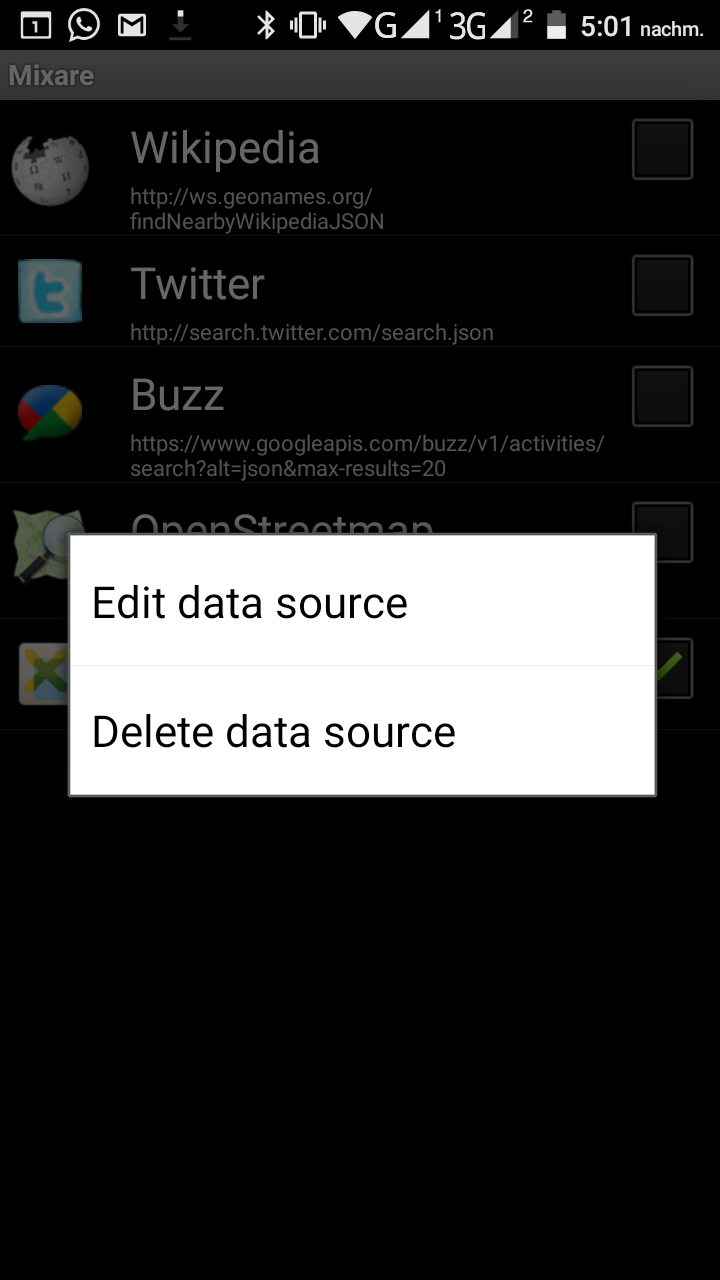 1 G 1 3G 2 5:01 nachm.
Mixare
Wikipedia
http://ws.geonames.org/
findNearbyWikipediaJSON
Twitter
http://search.twitter.com/search.json
Buzz
https://www.googleapis.com/buzz/v1/activities/
search?alt=json&max-results=20
OpenStreetmap
Edit data source
Delete data source